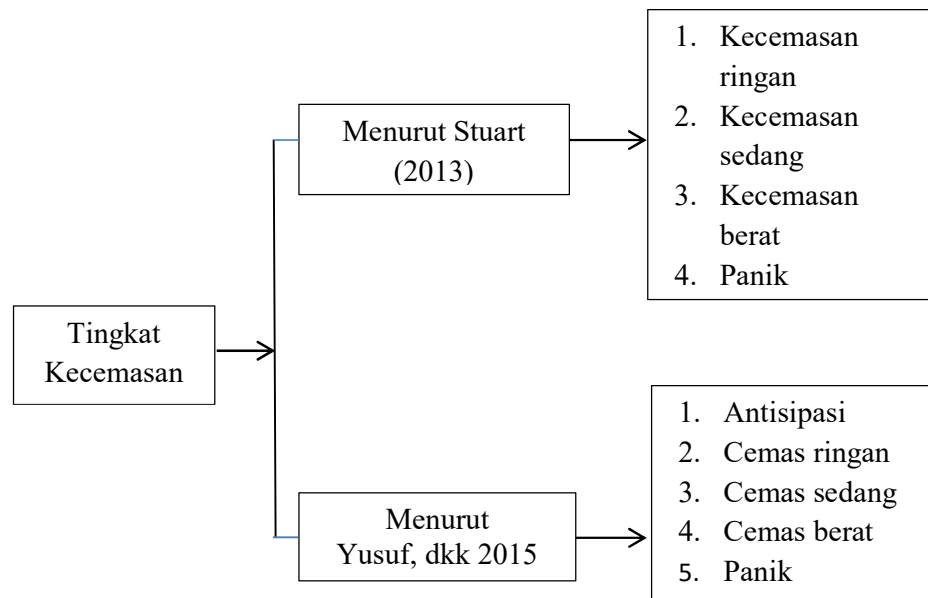 Tingkat
Kecemasan
Menurut Stuart
(2013)
1. Kecemasan
ringan
2. Kecemasan
sedang
3. Kecemasan
berat
4. Panik
Menurut
Yusuf, dkk 2015
1. Antisipasi
2. Cemas ringan
3. Cemas sedang
4. Cemas berat
5. Panik